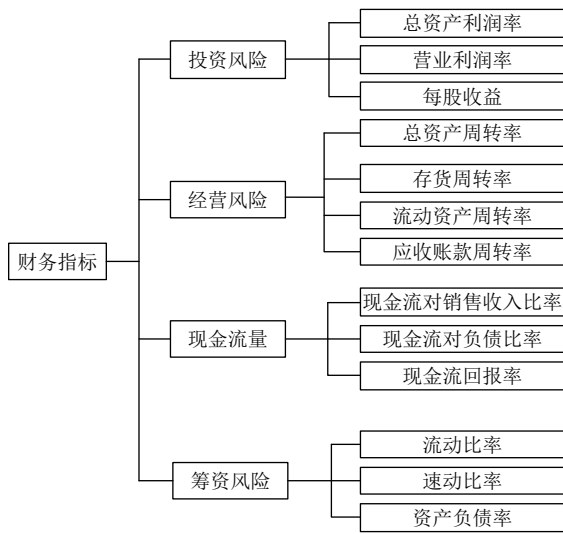 总资产利润率
投资风险
营业利润率
每股收益
总资产周转率
存货周转率
经营风险
流动资产周转率
应收账款周转率
财务指标
现金流对销售收入比率
现金流量
现金流对负债比率
现金流回报率
流动比率
筹资风险
速动比率
资产负债率